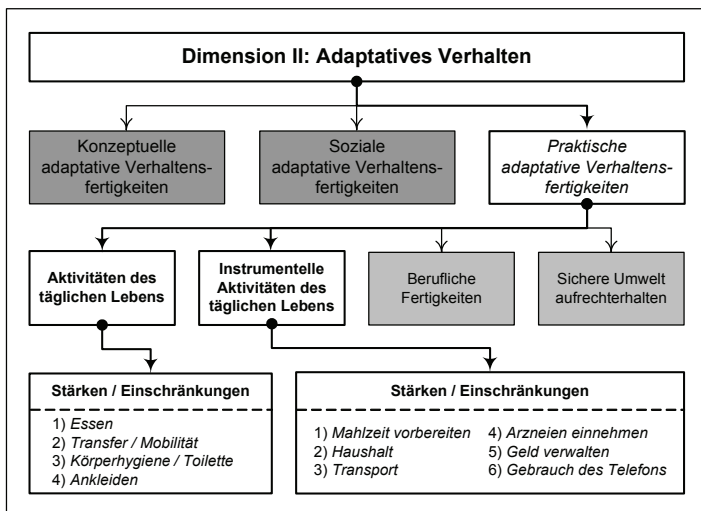 Dimension II: Adaptatives Verhalten
Konzeptuelle
adaptative Verhaltens-
fertigkeiten
Soziale
adaptative Verhaltens-
fertigkeiten
Praktische
adaptative Verhaltens-
fertigkeiten
Aktivitäten des
täglichen Lebens
Instrumentelle
Aktivitäten des
täglichen Lebens
Berufliche
Fertigkeiten
Sichere Umwelt
aufrechterhalten
Stärken / Einschränkungen
1) Essen
2) Transfer / Mobilität
3) Körperhygiene / Toilette
4) Ankleiden
Stärken / Einschränkungen
1) Mahlzeit vorbereiten
2) Haushalt
3) Transport
4) Arzneien einnehmen
5) Geld verwalten
6) Gebrauch des Telefons